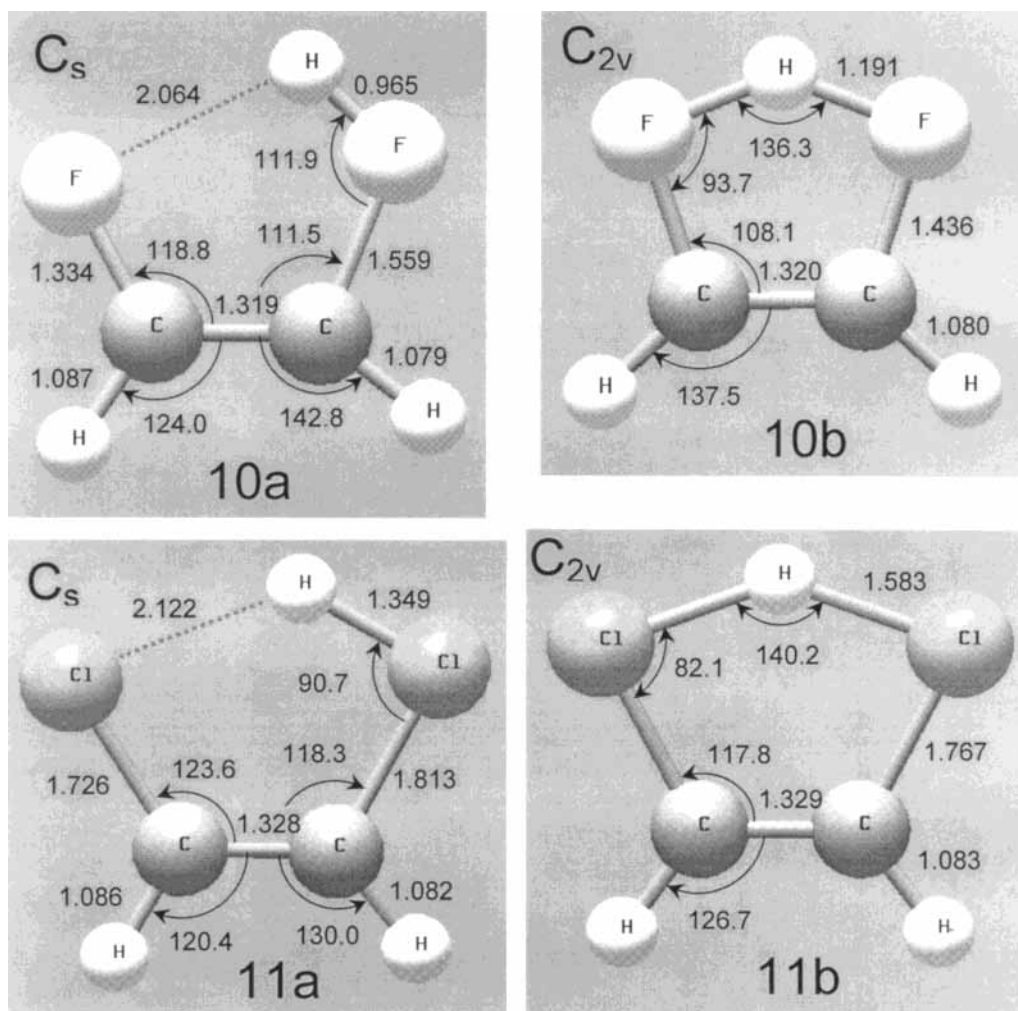 Cs
H
0.965
2.064
F
F
111.9
118.8
111.5
1.334
1.559
C
1.319
C
1.087
1.079
H
124.0
142.8
H
10a
C2v
H
1.191
F
F
136.3
93.7
108.1
1.436
1.320
C
C
1.080
H
137.5
H
10b
Cs
H
2.122
1.349
Cl
Cl
90.7
1.726
123.6
118.3
1.813
1.328
C
C
1.086
1.082
H
120.4
130.0
H
11a
C2v
H
1.583
Cl
Cl
82.1
140.2
117.8
1.767
1.329
C
C
1.083
H
126.7
H
11b